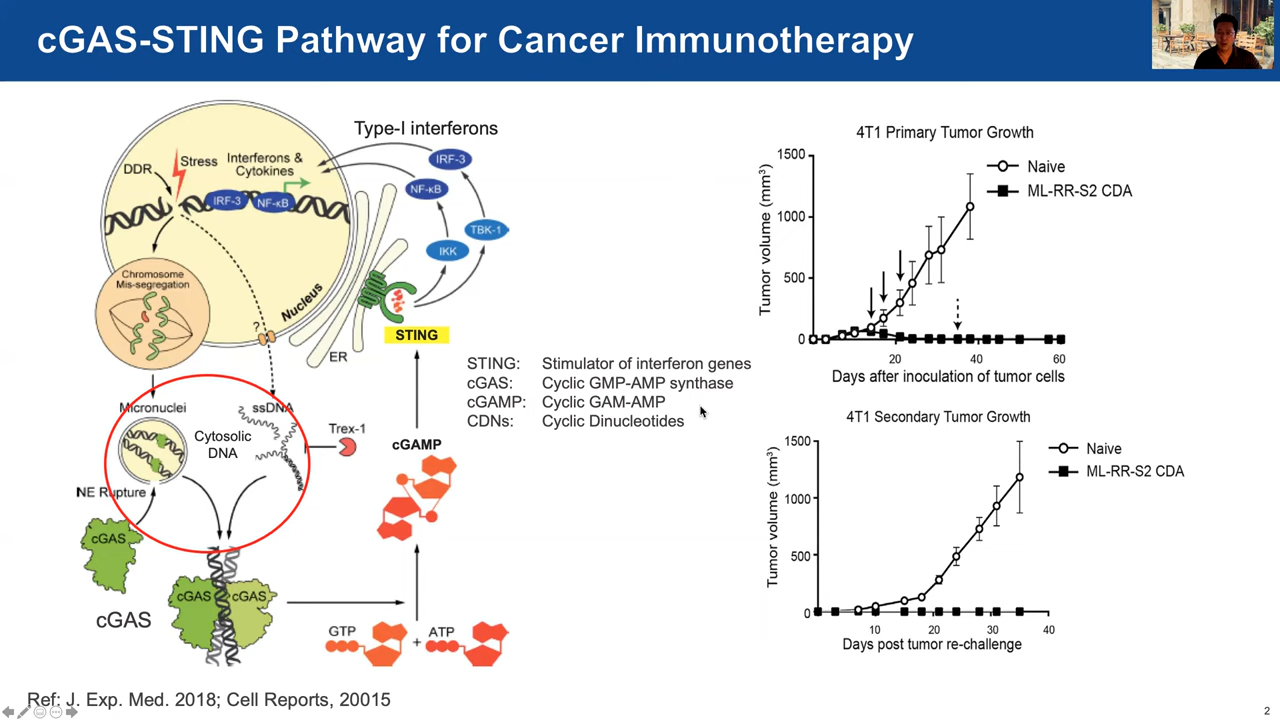 cGAS-STING Pathway for Cancer Immunotherapy
Type-I interferons
DDR
Stress
Interferons &
Cytokines
IRF-3
NF-κB
IRF-3
NF-κB
TBK-1
IKK
Chromosome
Mis-segregation
?
Nucleus
ER
STING
STING: Stimulator of interferon genes
cGAS: Cyclic GMP-AMP synthase
cGAMP: Cyclic GAM-AMP
CDNs: Cyclic Dinucleotides
Micronuclei
ssDNA
Cytosolic
DNA
Trex-1
cGAMP
NE Rupture
cGAS
cGAS
cGAS
cGAS
GTP
+
ATP
4T1 Primary Tumor Growth
Tumor volume (mm³)
1500
1000
500
0
20
40
60
Days after inoculation of tumor cells
Naive
ML-RR-S2 CDA
4T1 Secondary Tumor Growth
Tumor volume (mm³)
1500
1000
500
0
10
20
30
40
Days post tumor re-challenge
Naive
ML-RR-S2 CDA
Ref: J. Exp. Med. 2018; Cell Reports, 20015
2